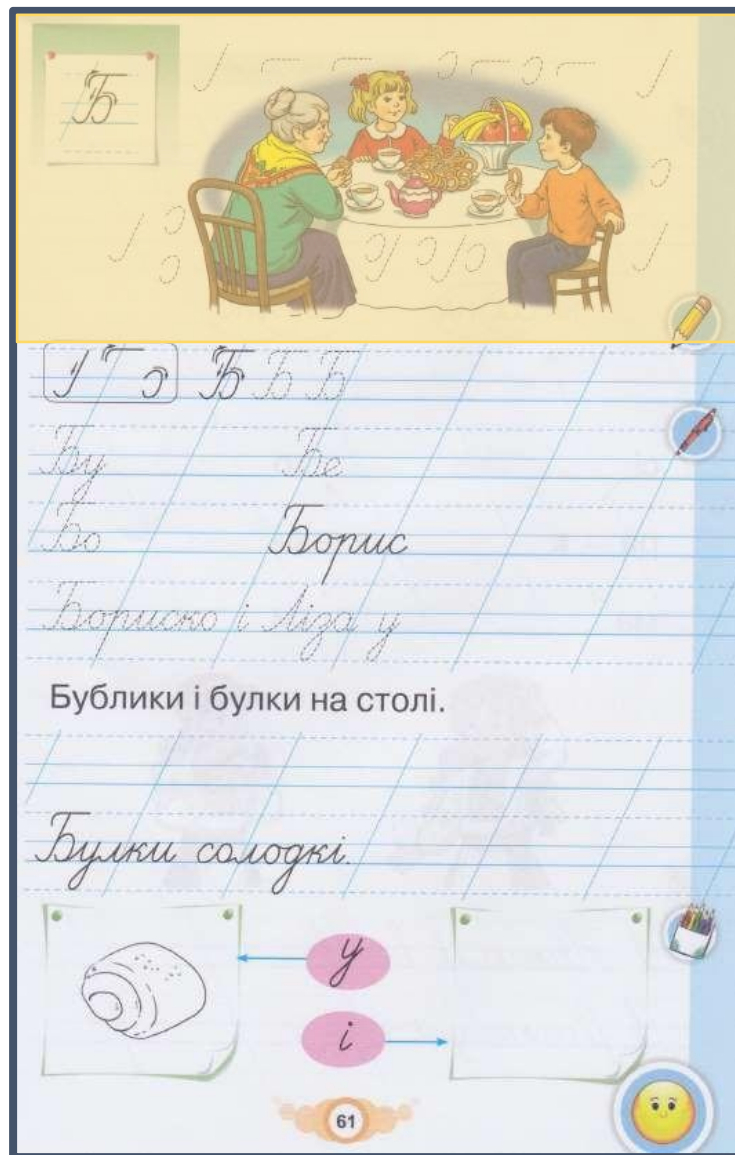 Б
Б Б Б
Бу Бе
Бо Борис
Бориско і Ліза у
Бублики і булки на столі.
Булки солодкі.
у
і
61